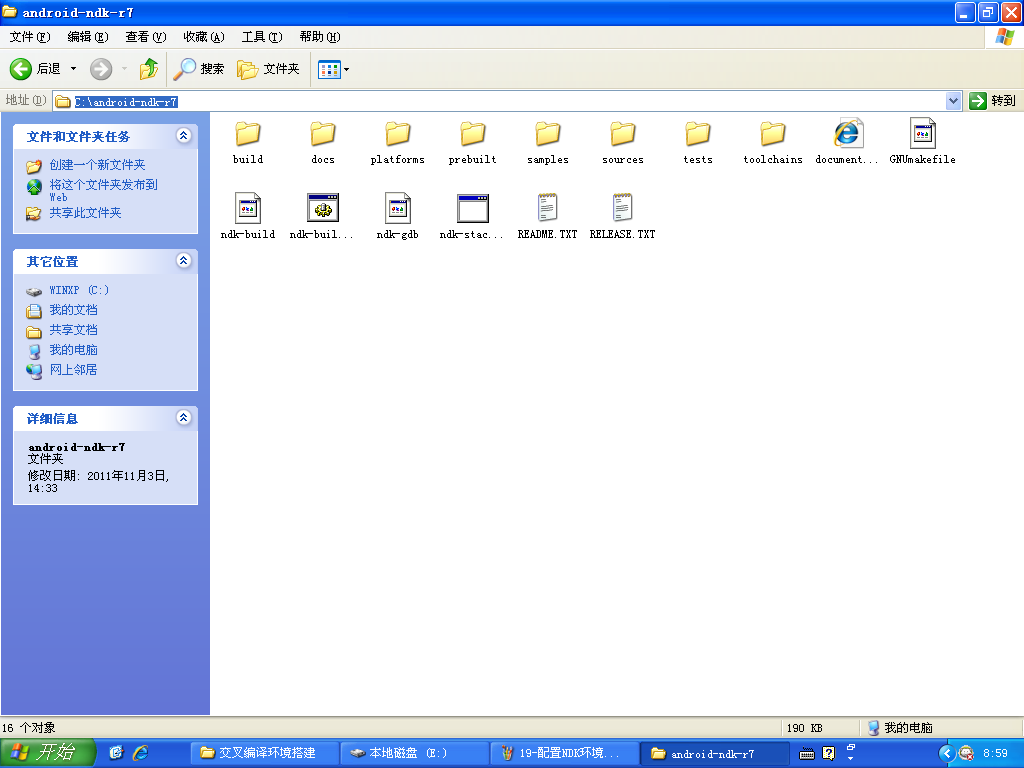 android-ndk-r7
文件(F) 编辑(E) 查看(V) 收藏(A) 工具(T) 帮助(H)
后退 搜索 文件夹
地址(D) C:\android-ndk-r7 转到
文件和文件夹任务
创建一个新文件夹
将这个文件夹发布到
Web
共享此文件夹
其它位置
WINXP (C:)
我的文档
共享文档
我的电脑
网上邻居
详细信息
android-ndk-r7
文件夹
修改日期: 2011年11月3日,
14:33
build docs platforms prebuilt samples sources tests toolchains document... GNUmakefile
ndk-build ndk-buil... ndk-gdb ndk-stac... README.TXT RELEASE.TXT
16 个对象 190 KB 我的电脑
开始 交叉编译环境搭建 本地磁盘 (E:) 19-配置NDK环境... android-ndk-r7 8:59